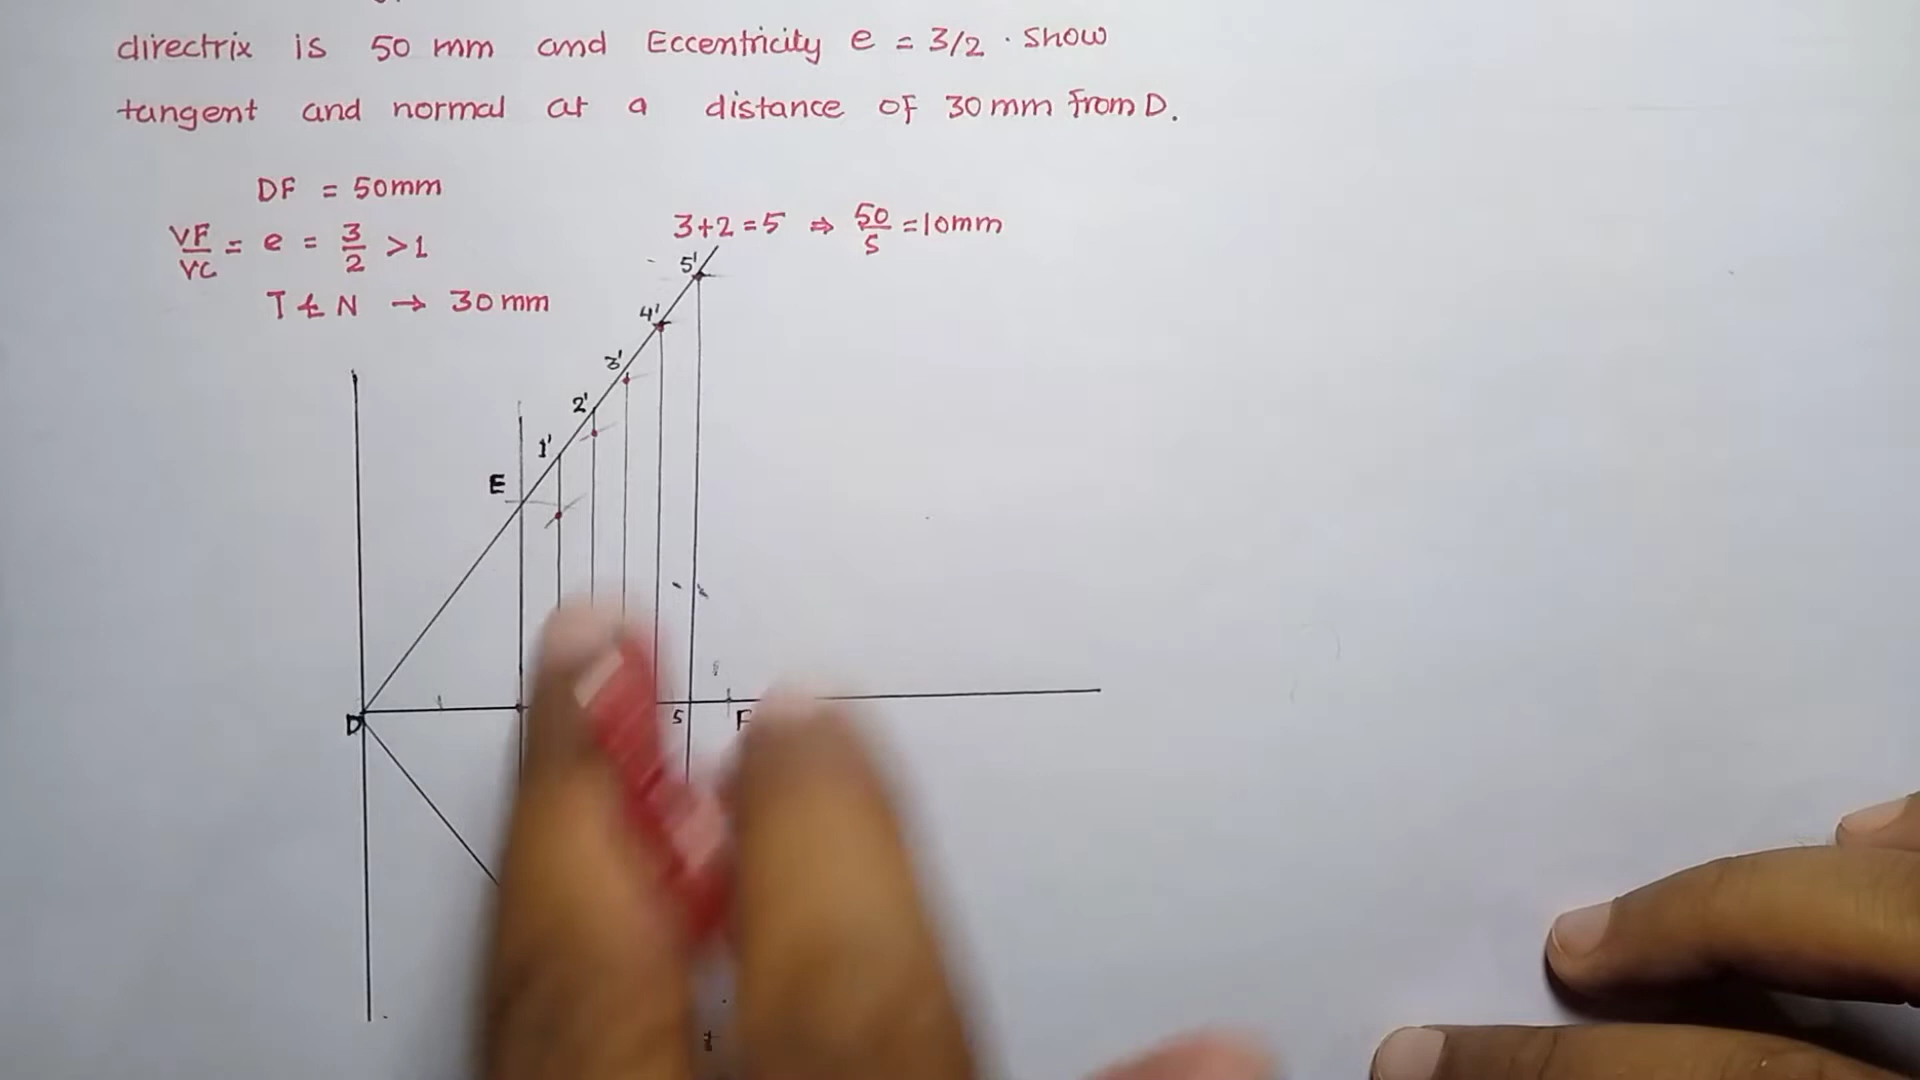 directrix is 50 mm and Eccentricity e = 3/2 . Show
tangent and normal at a distance of 30 mm from D.
DF = 50mm
VF/VC = e = 3/2 > 1
3+2=5 ⇒ 50/5 = 10mm
T & N → 30 mm
5'
4'
3'
2'
1'
E
D
5
F